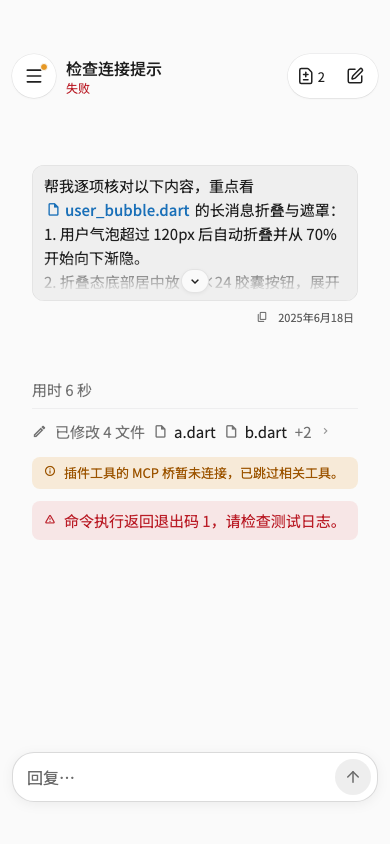 检查连接提示
失败
2
帮我逐项核对以下内容，重点看
user_bubble.dart 的长消息折叠与遮罩：
1. 用户气泡超过 120px 后自动折叠并从 70%
开始向下渐隐。
2. 折叠态底部居中放 24 胶囊按钮，展开
2025年6月18日
用时 6 秒
已修改 4 文件 a.dart b.dart +2
插件工具的 MCP 桥暂未连接，已跳过相关工具。
命令执行返回退出码 1，请检查测试日志。
回复…